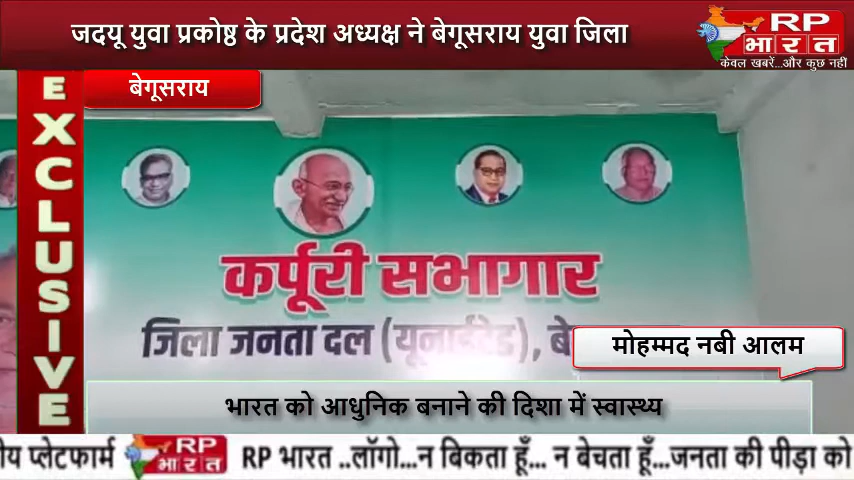 जदयू युवा प्रकोष्ठ के प्रदेश अध्यक्ष ने बेगूसराय युवा जिला
RP
भारत
केवल खबरें...और कुछ नहीं
EXCLUSIVE
बेगूसराय
कर्पूरी सभागार
जिला जनता दल (यूनाईटेड), बे
मोहम्मद नबी आलम
भारत को आधुनिक बनाने की दिशा में स्वास्थ्य
ीय प्लेटफार्म RP भारत RP भारत ..लॉगो...न बिकता हूँ... न बेचता हूँ...जनता की पीड़ा को